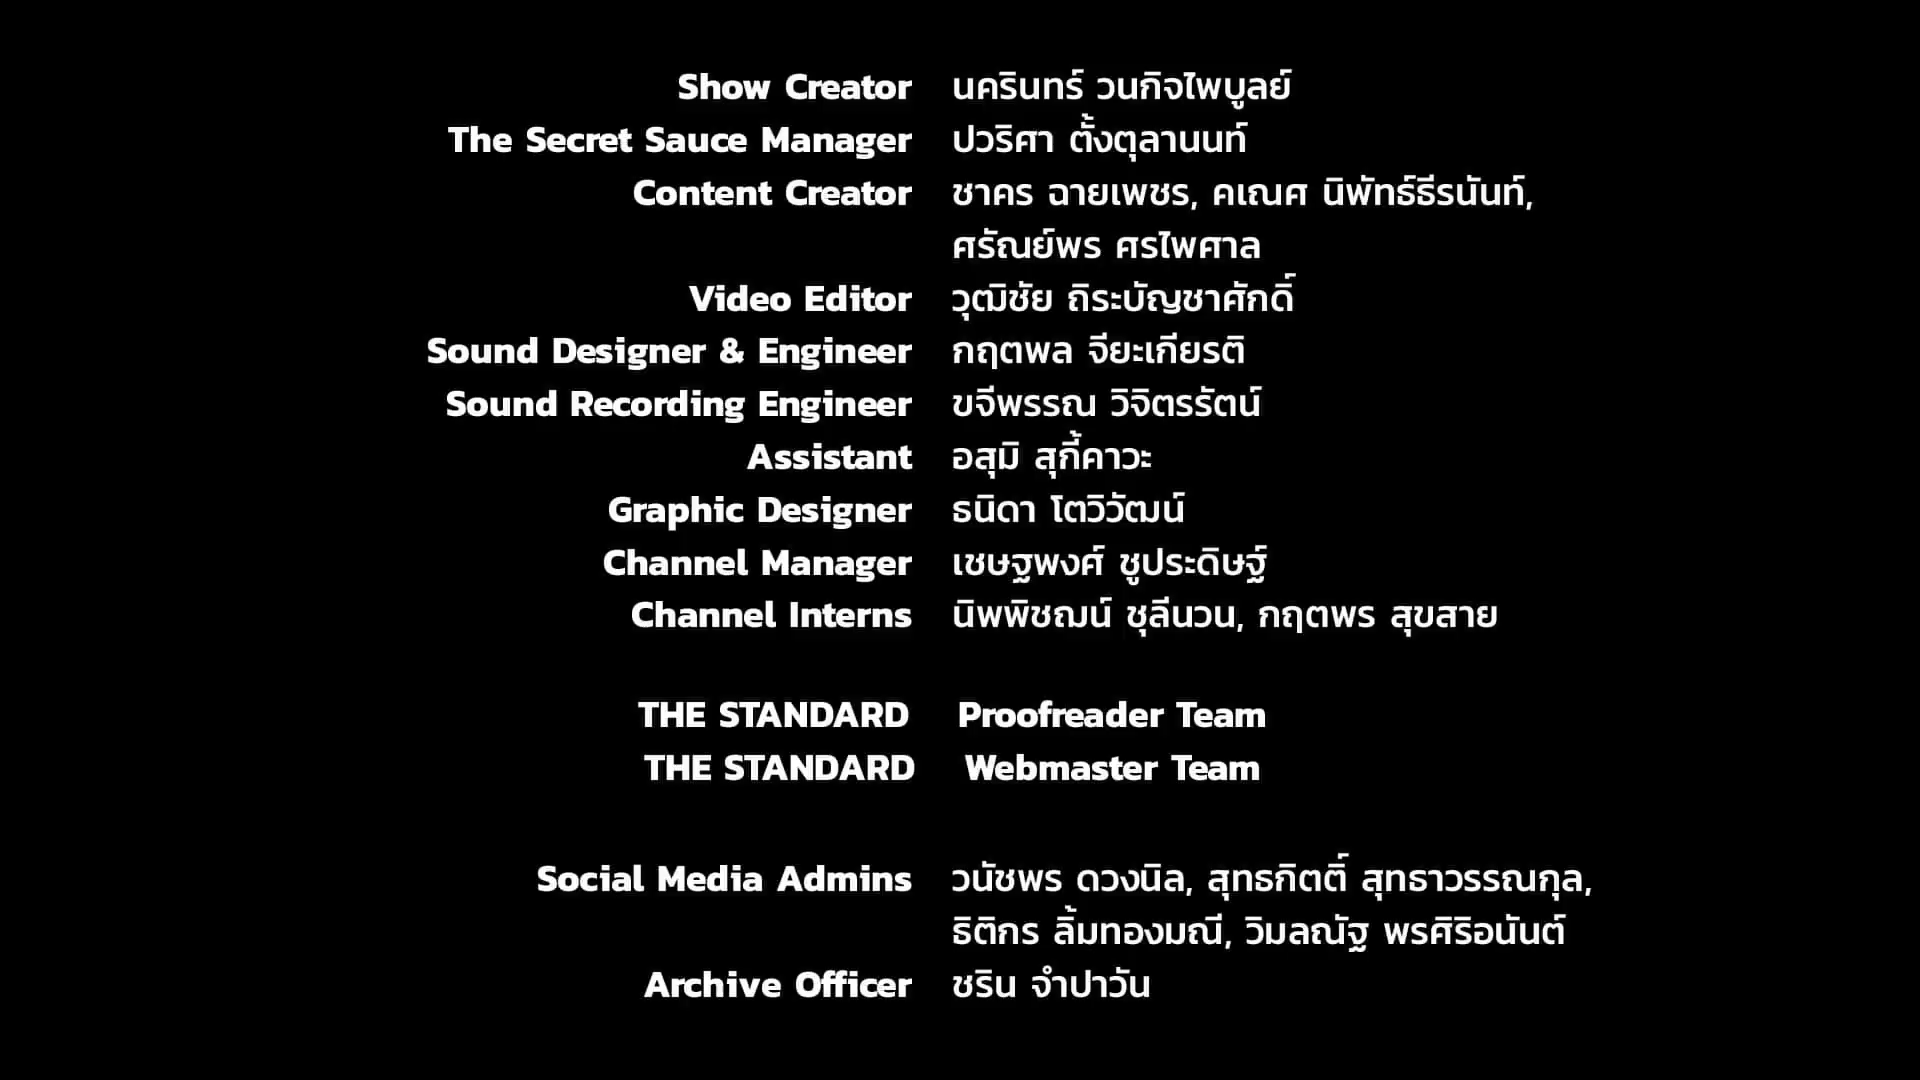 Show Creator นครินทร์ วนกิจไพบูลย์
The Secret Sauce Manager ปวริศา ตั้งตุลานนท์
Content Creator ชาคร ฉายเพชร, คเณศ นิพัทธ์ธีรนันท์,
ศรัณย์พร ศรไพศาล
Video Editor วุฒิชัย ถิระบัญชาศักดิ์
Sound Designer & Engineer กฤตพล จียะเกียรติ
Sound Recording Engineer ขจีพรรณ วิจิตรรัตน์
Assistant อสุมิ สุกี้คาวะ
Graphic Designer ธนิดา โตวิวัฒน์
Channel Manager เชษฐพงศ์ ชูประดิษฐ์
Channel Interns นิพพิชฌน์ ชุลีนวน, กฤตพร สุขสาย
THE STANDARD Proofreader Team
THE STANDARD Webmaster Team
Social Media Admins วนัชพร ดวงนิล, สุทธกิตติ์ สุทธาวรรณกุล,
ธิติกร ลิ้มทองมณี, วิมลณัฐ พรศิริอนันต์
Archive Officer ชริน จำปาวัน